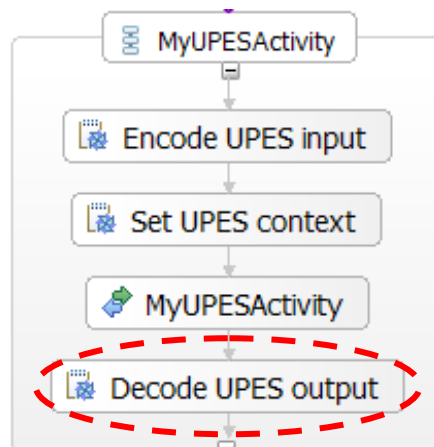 MyUPESActivity
Encode UPES input
Set UPES context
MyUPESActivity
Decode UPES output